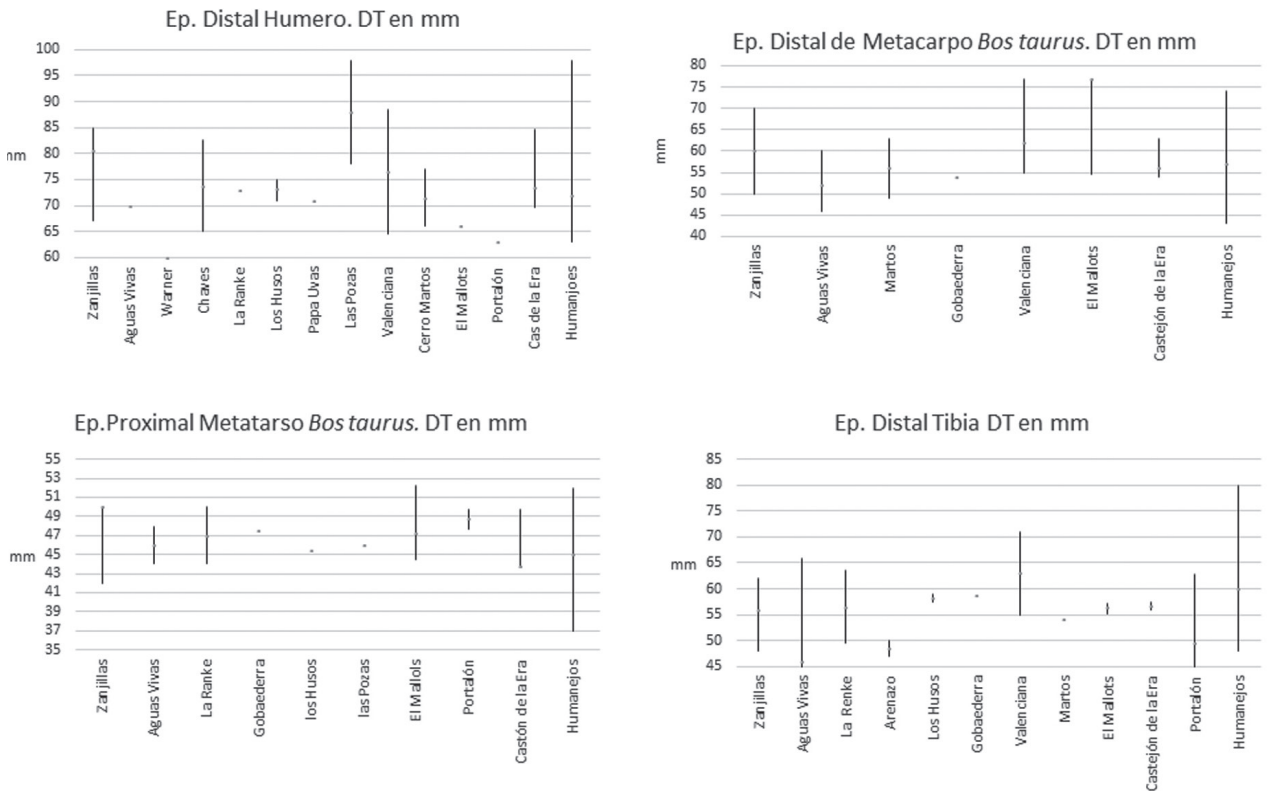 Ep. Distal Humero. DT en mm
100
95
90
85
80
75
70
65
60
mm
Zanjillas
Aguas Vivas
Warner
Chaves
La Ranke
Los Husos
Papa Uvas
Las Pozas
Valenciana
Cerro Martos
El Mallots
Portalón
Cas de la Era
Humanjoes
Ep. Distal de Metacarpo Bos taurus. DT en mm
80
75
70
65
60
55
50
45
40
mm
Zanjillas
Aguas Vivas
Martos
Gobaederra
Valenciana
El Mallots
Castejón de la Era
Humanejos
Ep.Proximal Metatarso Bos taurus. DT en mm
55
53
51
49
47
45
43
41
39
37
35
mm
Zanjillas
Aguas Vivas
La Ranke
Gobaederra
los Husos
las Pozas
El Mallols
Portalón
Castón de la Era
Humanejos
Ep. Distal Tibia DT en mm
85
80
75
70
65
60
55
50
45
mm
Zanjillas
Aguas Vivas
La Renke
Arenazo
Los Husos
Gobaederra
Valenciana
Martos
El Mallots
Castejón de la Era
Portalón
Humanejos